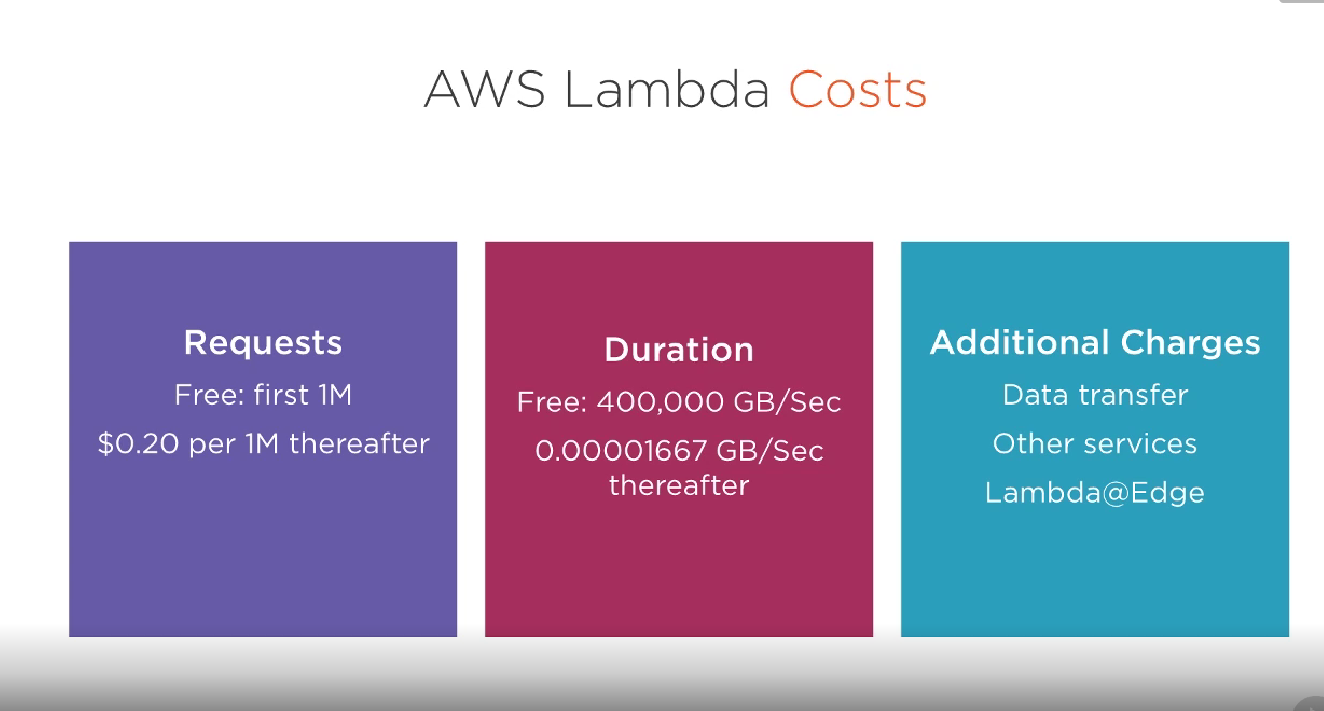 AWS Lambda Costs
Requests
Free: first 1M
$0.20 per 1M thereafter
Duration
Free: 400,000 GB/Sec
0.00001667 GB/Sec
thereafter
Additional Charges
Data transfer
Other services
Lambda@Edge